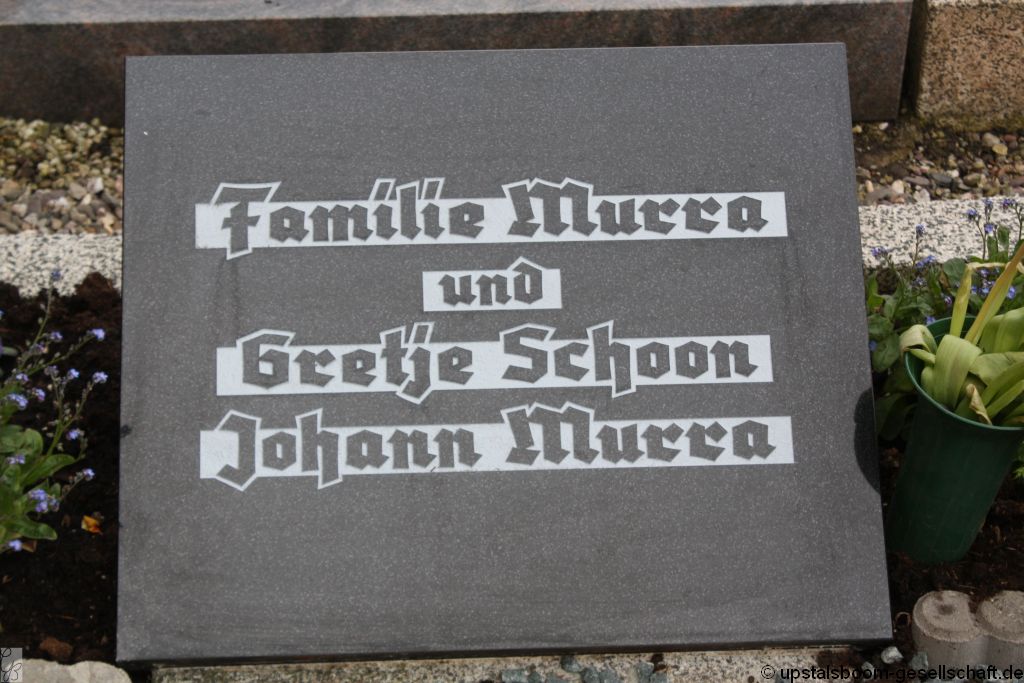 Familie Murra
und
Gretje Schoon
Johann Murra
© upstalsboom-gesellschaft.de